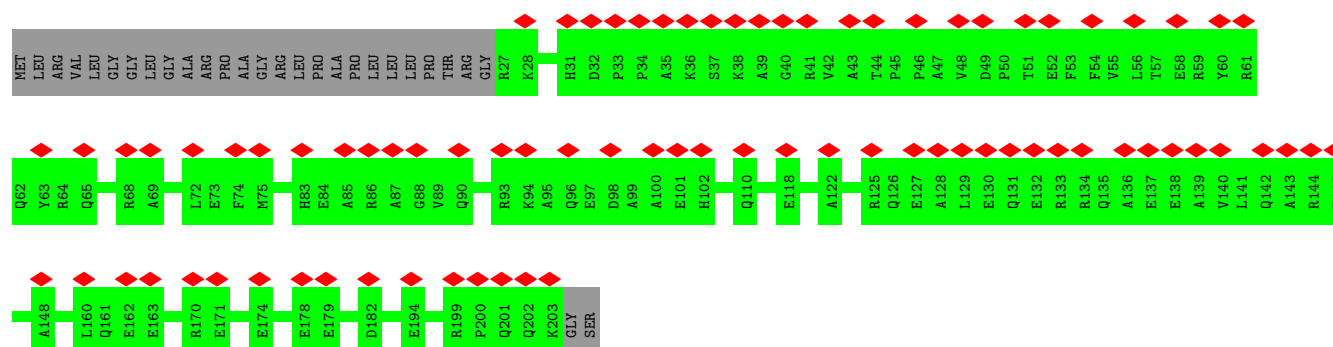 MET LEU ARG VAL LEU GLY GLY LEU GLY ALA ARG PRO ALA GLY ARG LEU PRO ALA PRO LEU LEU LEU PRO THR ARG GLY R27 K28 H31 D32 P33 P34 A35 K36 S37 K38 A39 G40 R41 V42 A43 T44 P45 P46 A47 V48 D49 P50 T51 E52 F53 F54 V55 L56 T57 E58 R59 Y60 R61
Q62 Y63 R64 Q65 R68 A69 L72 E73 F74 M75 H83 E84 A85 R86 A87 G88 V89 Q90 R93 K94 A95 Q96 E97 D98 A99 A100 E101 H102 Q110 E118 A122 R125 Q126 E127 A128 L129 E130 Q131 E132 R133 R134 Q135 A136 E137 E138 A139 V140 L141 Q142 A143 R144
A148 L160 Q161 E162 E163 R170 E171 E174 E178 E179 D182 E194 R199 P200 Q201 Q202 K203 GLY SER